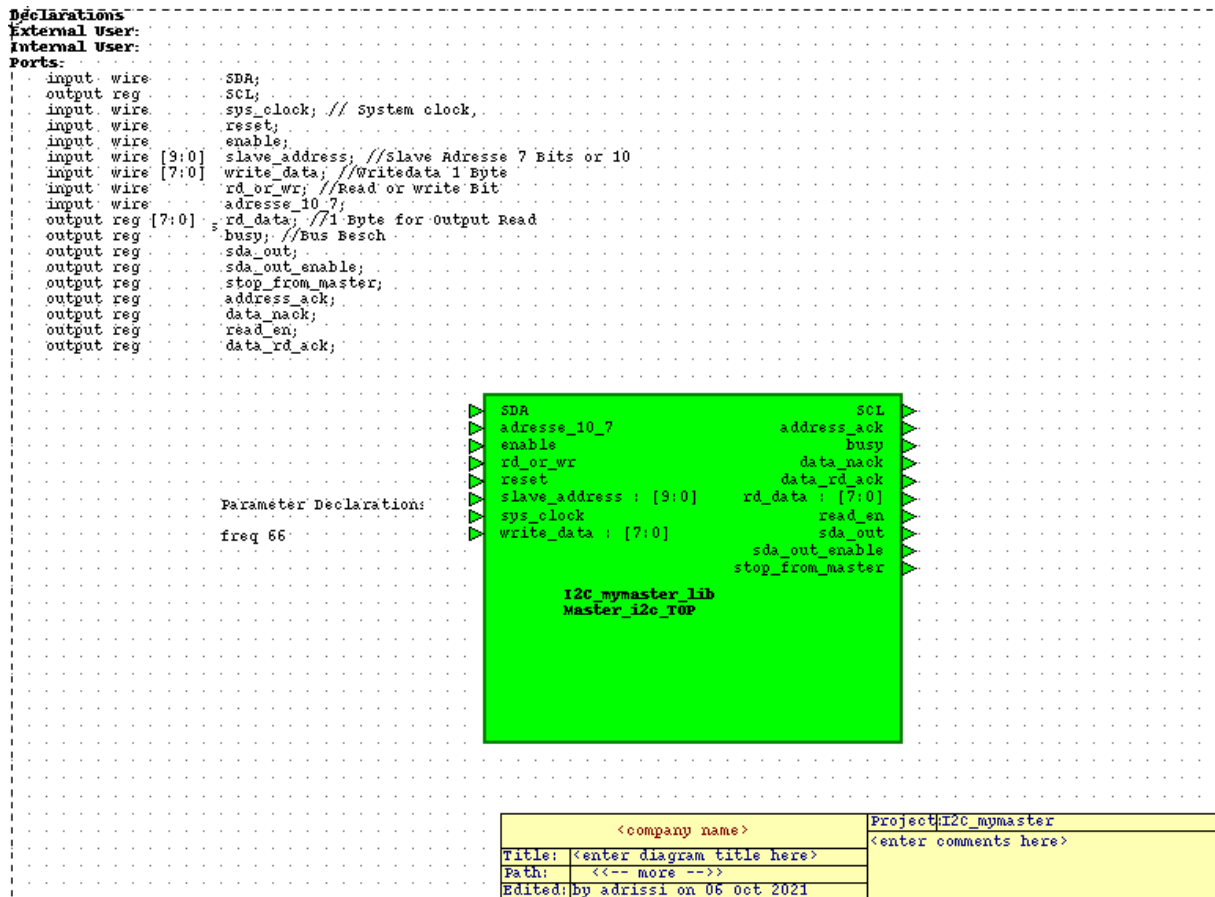 Declarations
External User:
Internal User:
Ports:
input wire SDA;
output reg SCL;
input wire sys_clock; // System clock,
input wire reset;
input wire enable;
input wire [9:0] slave_address; //Slave Adresse 7 Bits or 10
input wire [7:0] write_data; //Writedata 1 Byte
input wire rd_or_wr; //Read or write Bit
input wire adresse_10_7;
output reg [7:0] rd_data; //1 Byte for Output Read
output reg busy; //Bus Besch
output reg sda_out;
output reg sda_out_enable;
output reg stop_from_master;
output reg address_ack;
output reg data_nack;
output reg read_en;
output reg data_rd_ack;
SDA SCL
adresse_10_7 address_ack
enable busy
rd_or_wr data_nack
reset data_rd_ack
slave_address : [9:0] rd_data : [7:0]
sys_clock read_en
write_data : [7:0] sda_out
sda_out_enable
stop_from_master
Parameter Declarations
freq 66
I2C_mymaster_lib
Master_i2c_TOP
<company name>
Project: I2C_mymaster
<enter comments here>
Title: <enter diagram title here>
Path: <<-- more -->>
Edited: by adrissi on 06 Oct 2021